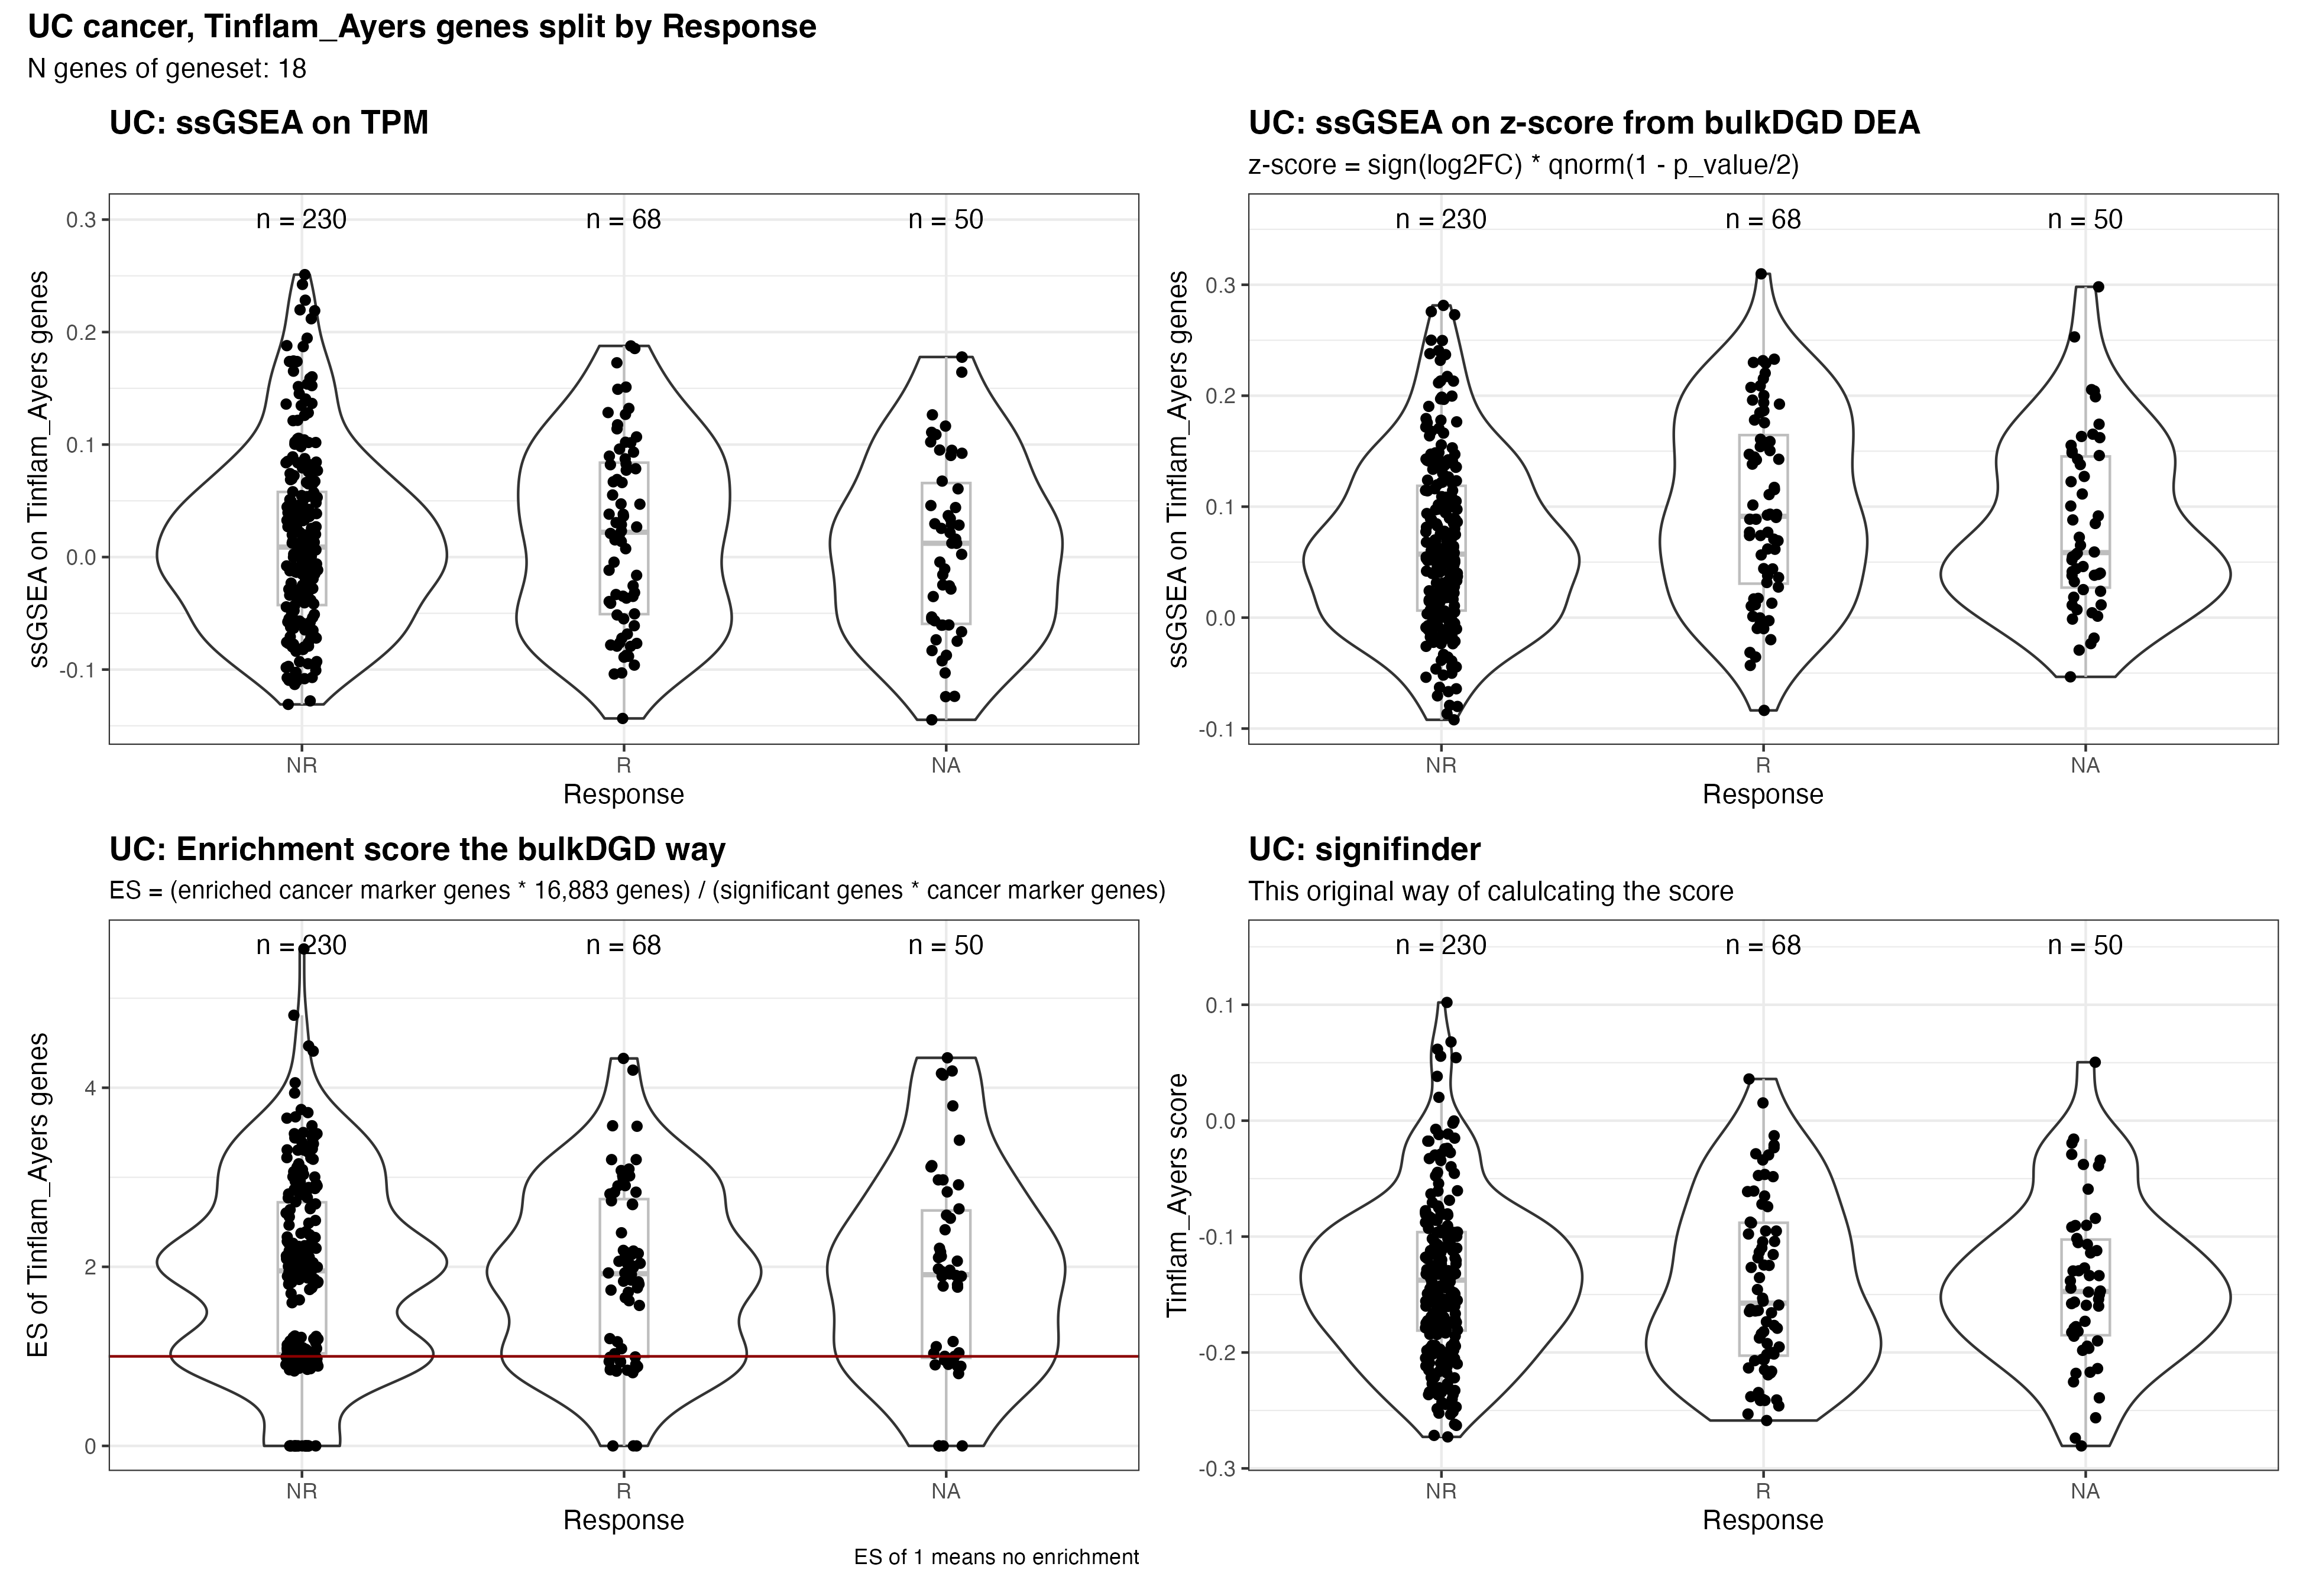 UC cancer, Tinflam_Ayers genes split by Response
N genes of geneset: 18
UC: ssGSEA on TPM
ssGSEA on Tinflam_Ayers genes
0.3
0.2
0.1
0.0
-0.1
n = 230
n = 68
n = 50
NR
R
NA
Response
UC: ssGSEA on z-score from bulkDGD DEA
z-score = sign(log2FC) * qnorm(1 - p_value/2)
ssGSEA on Tinflam_Ayers genes
0.3
0.2
0.1
0.0
-0.1
n = 230
n = 68
n = 50
NR
R
NA
Response
UC: Enrichment score the bulkDGD way
ES = (enriched cancer marker genes * 16,883 genes) / (significant genes * cancer marker genes)
ES of Tinflam_Ayers genes
4
2
0
n = 230
n = 68
n = 50
NR
R
NA
Response
ES of 1 means no enrichment
UC: signifinder
This original way of calulcating the score
Tinflam_Ayers score
0.1
0.0
-0.1
-0.2
-0.3
n = 230
n = 68
n = 50
NR
R
NA
Response